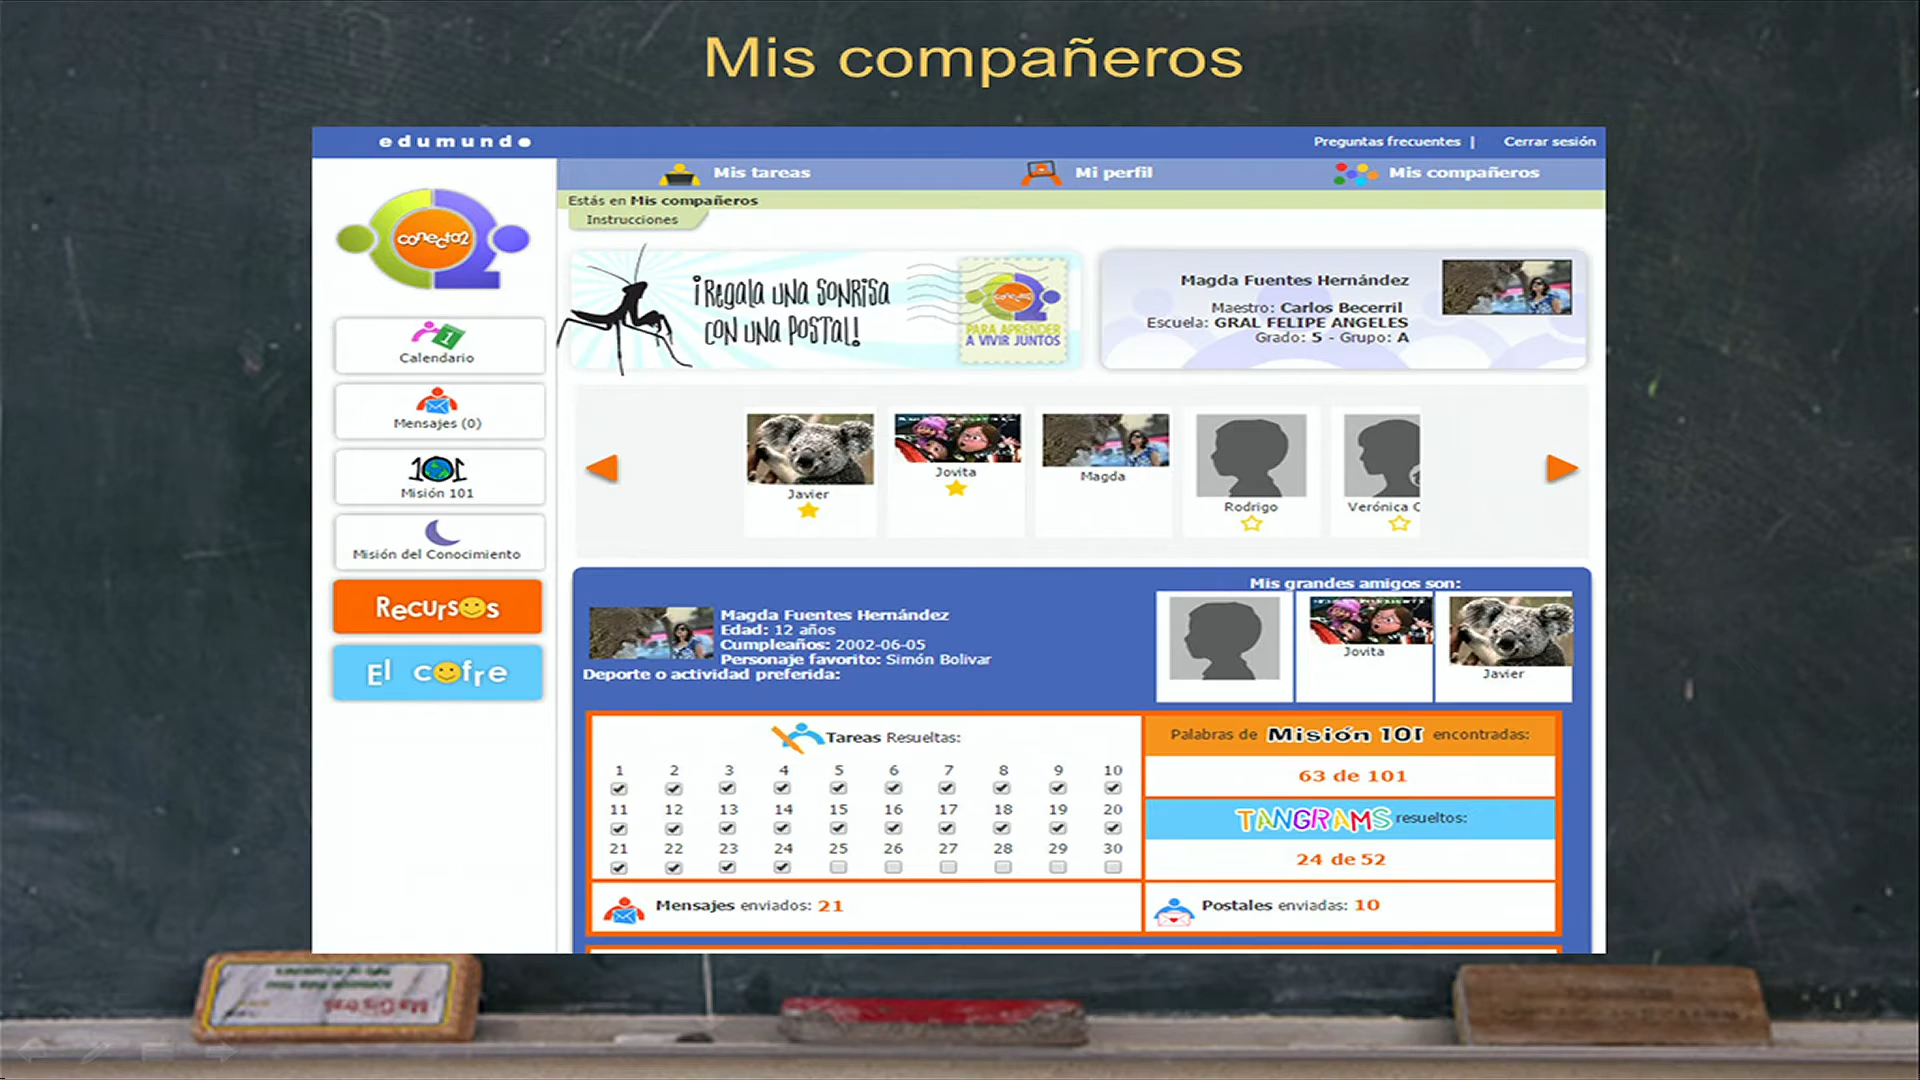 Mis compañeros
edumundo
Preguntas frecuentes |
Cerrar sesión
Mis tareas
Mi perfil
Mis compañeros
Estás en Mis compañeros
Instrucciones
conecto2
¡REGALA UNA SONRISA
CON UNA POSTAL!
PARA APRENDER
A VIVIR JUNTOS
Magda Fuentes Hernández
Maestro: Carlos Becerril
Escuela: GRAL FELIPE ANGELES
Grado: 5 - Grupo: A
1
Calendario
Mensajes (0)
101
Misión 101
Misión del Conocimiento
Recursos
El cofre
Javier
Jovita
Magda
Rodrigo
Verónica
Mis grandes amigos son:
Magda Fuentes Hernández
Edad: 12 años
Cumpleaños: 2002-06-05
Personaje favorito: Simón Bolivar
Deporte o actividad preferida:
Jovita
Javier
Tareas Resueltas:
1 2 3 4 5 6 7 8 9 10
11 12 13 14 15 16 17 18 19 20
21 22 23 24 25 26 27 28 29 30
Palabras de Misión 101 encontradas:
63 de 101
TANGRAMS resueltos:
24 de 52
Mensajes enviados: 21
Postales enviadas: 10